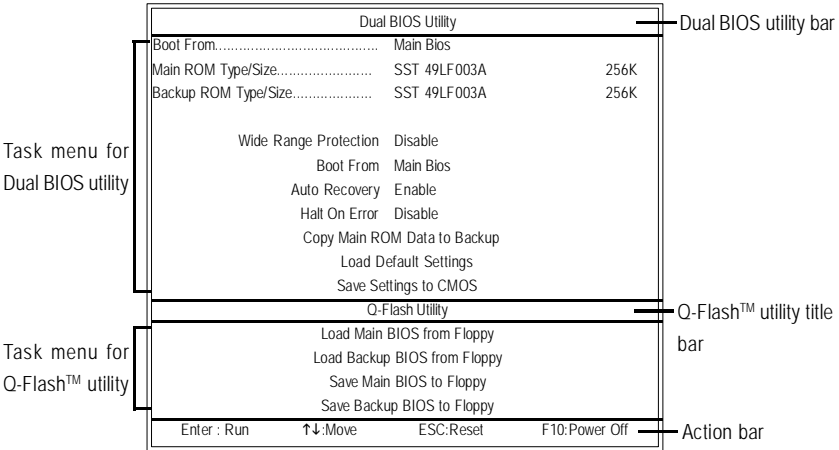 Dual BIOS Utility
Dual BIOS utility bar
Boot From......................................... Main Bios
Main ROM Type/Size........................ SST 49LF003A 256K
Backup ROM Type/Size.................... SST 49LF003A 256K
Wide Range Protection Disable
Boot From Main Bios
Auto Recovery Enable
Halt On Error Disable
Copy Main ROM Data to Backup
Load Default Settings
Save Settings to CMOS
Task menu for
Dual BIOS utility
Q-Flash Utility
Q-Flash™ utility title
bar
Load Main BIOS from Floppy
Load Backup BIOS from Floppy
Save Main BIOS to Floppy
Save Backup BIOS to Floppy
Task menu for
Q-Flash™ utility
Enter : Run ↑↓:Move ESC:Reset F10:Power Off
Action bar